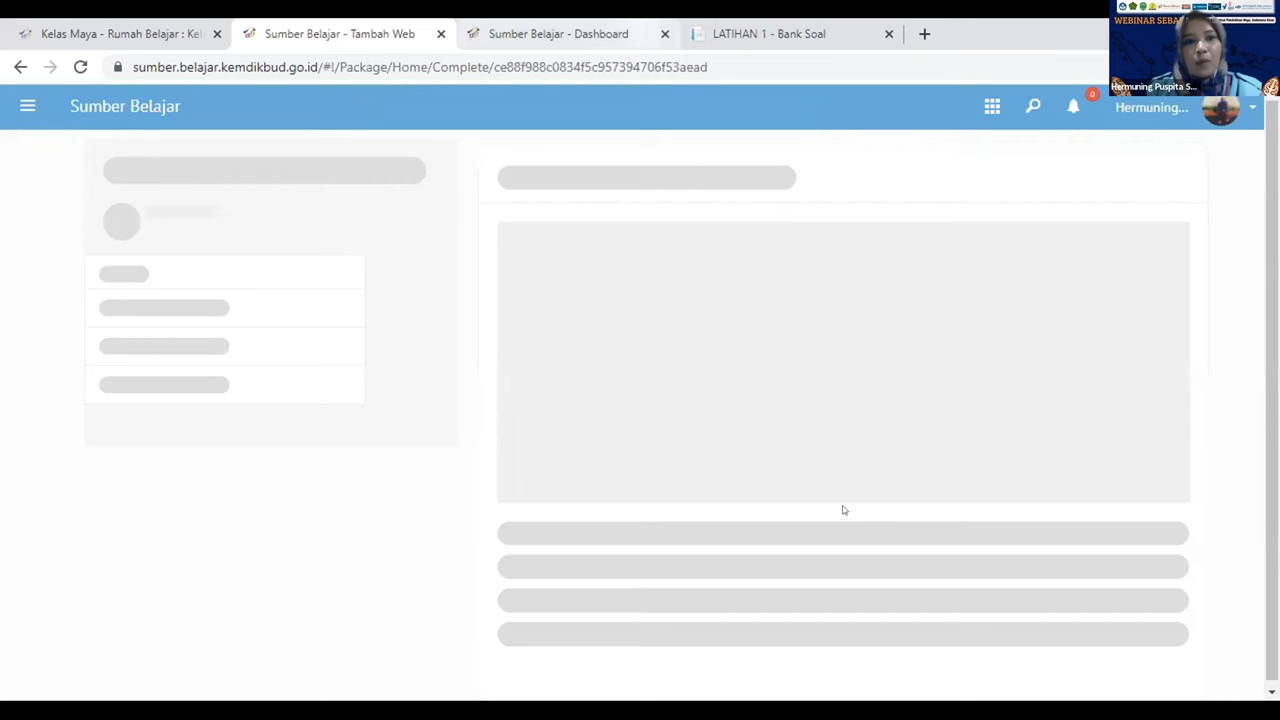 Kelas Maya - Rumah Belajar : Kel
Sumber Belajar - Tambah Web
Sumber Belajar - Dashboard
LATIHAN 1 - Bank Soal
WEBINAR SEBA
sumber.belajar.kemdikbud.go.id/#!/Package/Home/Complete/ce88f988c0834f5c957394706f53aead
Hermuning Puspita S...
Sumber Belajar
0
Hermuning...